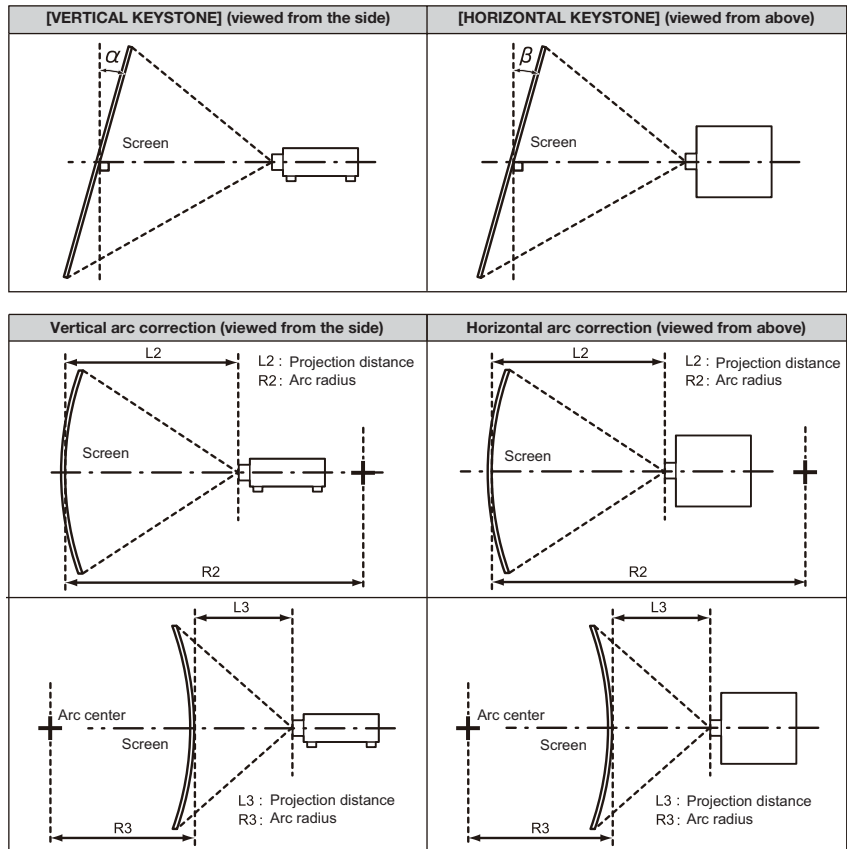 [VERTICAL KEYSTONE] (viewed from the side)
[HORIZONTAL KEYSTONE] (viewed from above)
α
Screen
β
Screen
Vertical arc correction (viewed from the side)
Horizontal arc correction (viewed from above)
L2
L2 : Projection distance
R2 : Arc radius
Screen
R2
L2
L2 : Projection distance
R2 : Arc radius
Screen
R2
L3
Arc center
Screen
L3 : Projection distance
R3 : Arc radius
R3
L3
Arc center
Screen
L3 : Projection distance
R3 : Arc radius
R3